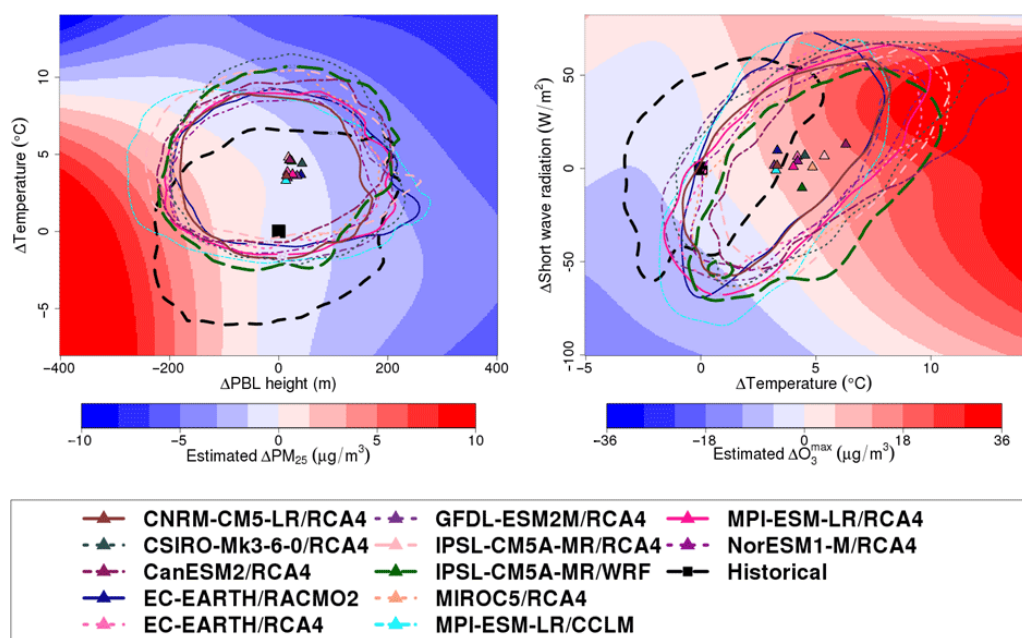 ΔTemperature (°C)
10
5
0
−5
−400
−200
0
200
400
ΔPBL height (m)
−10
−5
0
5
10
Estimated ΔPM25 (μg/m³)
ΔShort wave radiation (W/m²)
50
0
−50
−100
−5
0
5
10
ΔTemperature (°C)
−36
−18
0
18
36
Estimated ΔO₃ᵐᵃˣ (μg/m³)
CNRM−CM5−LR/RCA4
CSIRO−Mk3−6−0/RCA4
CanESM2/RCA4
EC−EARTH/RACMO2
EC−EARTH/RCA4
GFDL−ESM2M/RCA4
IPSL−CM5A−MR/RCA4
IPSL−CM5A−MR/WRF
MIROC5/RCA4
MPI−ESM−LR/CCLM
MPI−ESM−LR/RCA4
NorESM1−M/RCA4
Historical